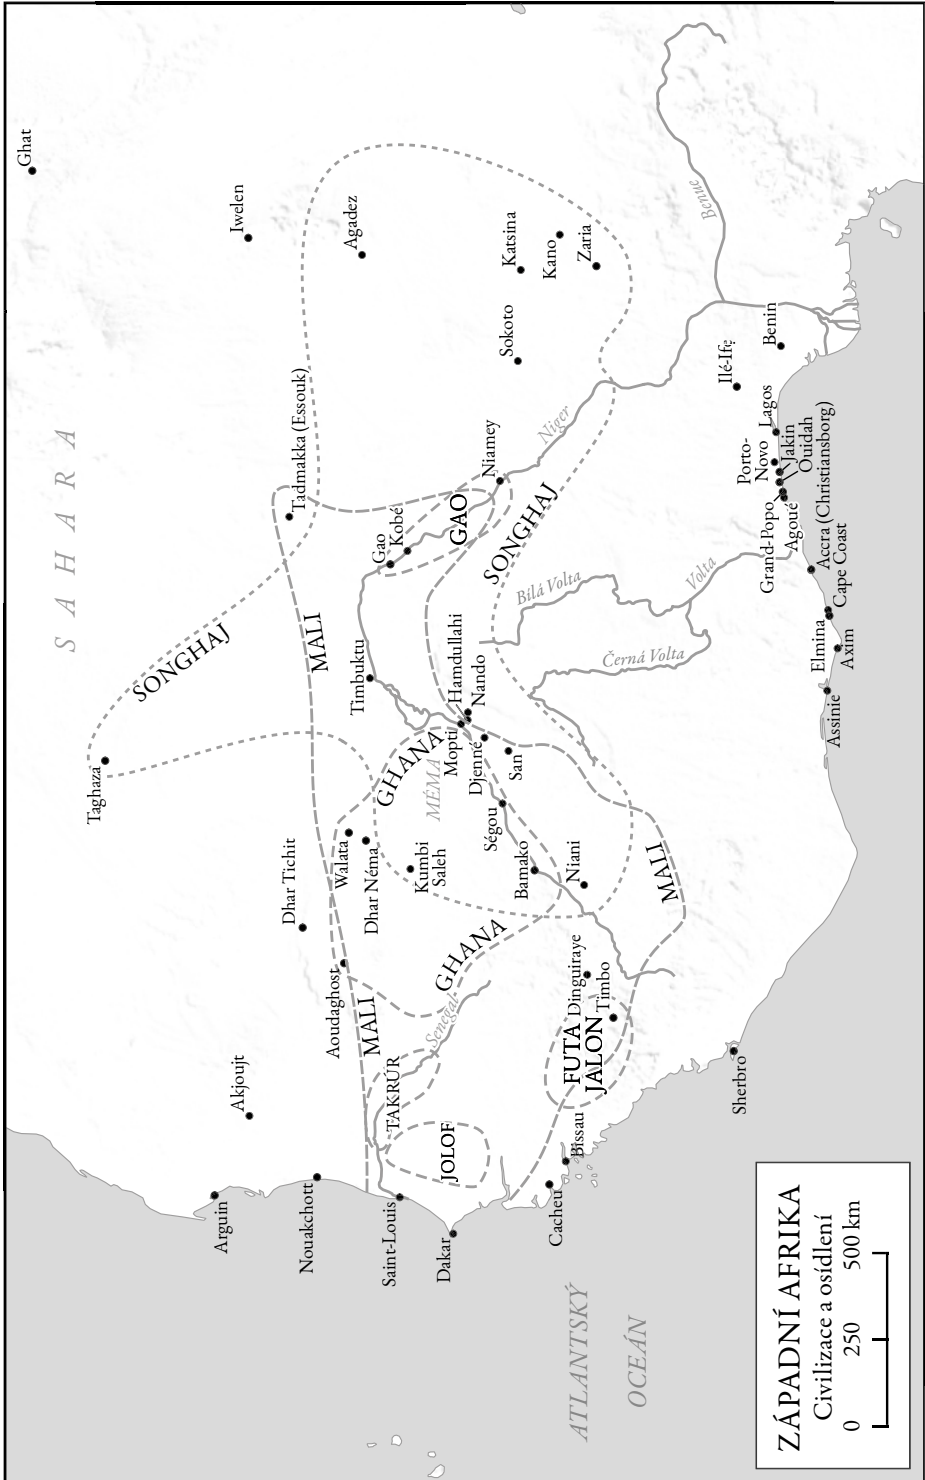 SAHARA
Ghat
Iwelen
Agadez
Katsina
Kano
Zaria
Sokoto
Tadmakka (Essouk)
Benue
Ilé-Ifẹ
Benin
Lagos
Porto-
Novo
Jakin
Ouidah
Grand-Popo
Agoué
Accra (Christiansborg)
Cape Coast
Elmina
Axim
Assinie
Niger
Niamey
GAO
Gao
Kobé
SONGHAJ
Bílá Volta
Volta
Černá Volta
SONGHAJ
MALI
Timbuktu
Hamdullahi
Nando
Mopti
Djenné
San
GHANA
MÉMA
Taghaza
Dhar Tichit
Walata
Dhar Néma
Kumbi
Saleh
Ségou
Bamako
Niani
MALI
GHANA
Senegal
Aoudaghost
MALI
Dinguiraye
Timbo
FUTA
JALON
TAKRÚR
JOLOF
Akjoujt
Arguin
Nouakchott
Saint-Louis
Dakar
Cacheu
Bissau
Sherbro
ATLANTSKÝ
OCEÁN
ZÁPADNÍ AFRIKA
Civilizace a osídlení
0 250 500 km